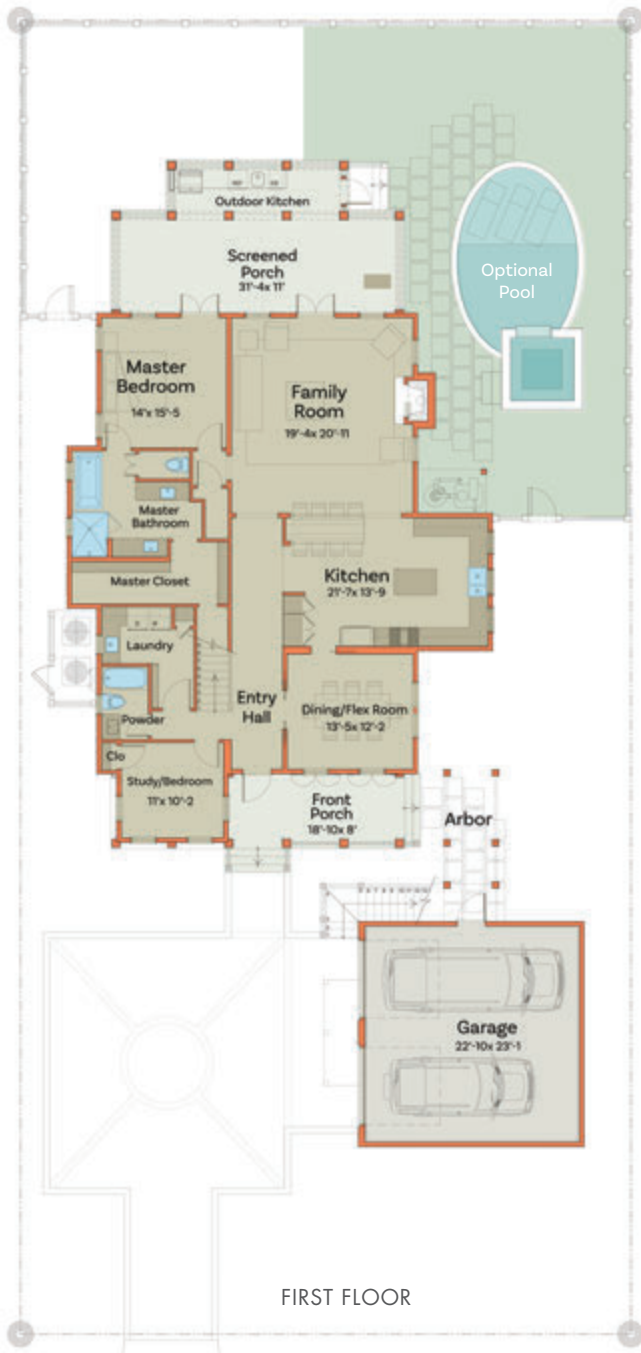 Outdoor Kitchen
Screened
Porch
31'-4x 11'
Optional
Pool
Master
Bedroom
14'x 15'-5
Family
Room
19'-4x 20'-11
Master
Bathroom
Master Closet
Kitchen
21'-7x 13'-9
Laundry
Entry
Hall
Powder
Dining/Flex Room
13'-5x 12'-2
Clo
Study/Bedroom
11'x 10'-2
Front
Porch
18'-10x 8'
Arbor
Garage
22'-10x 23'-1
FIRST FLOOR